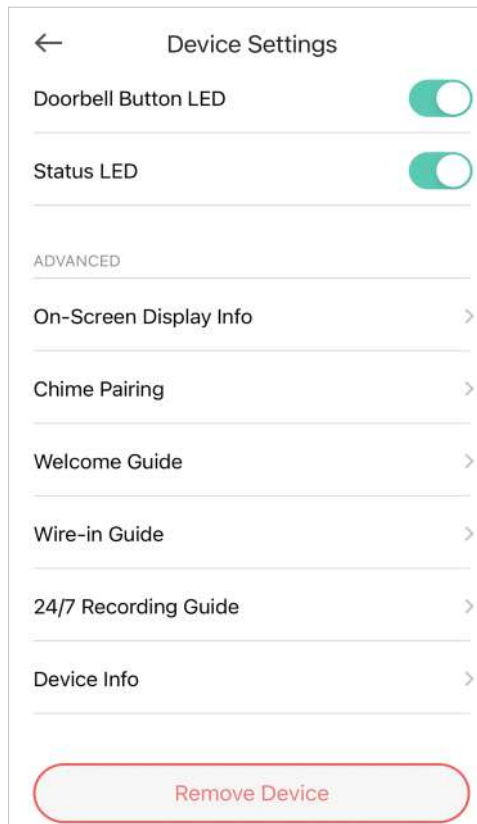 Device Settings
Doorbell Button LED
Status LED
ADVANCED
On-Screen Display Info
Chime Pairing
Welcome Guide
Wire-in Guide
24/7 Recording Guide
Device Info
Remove Device